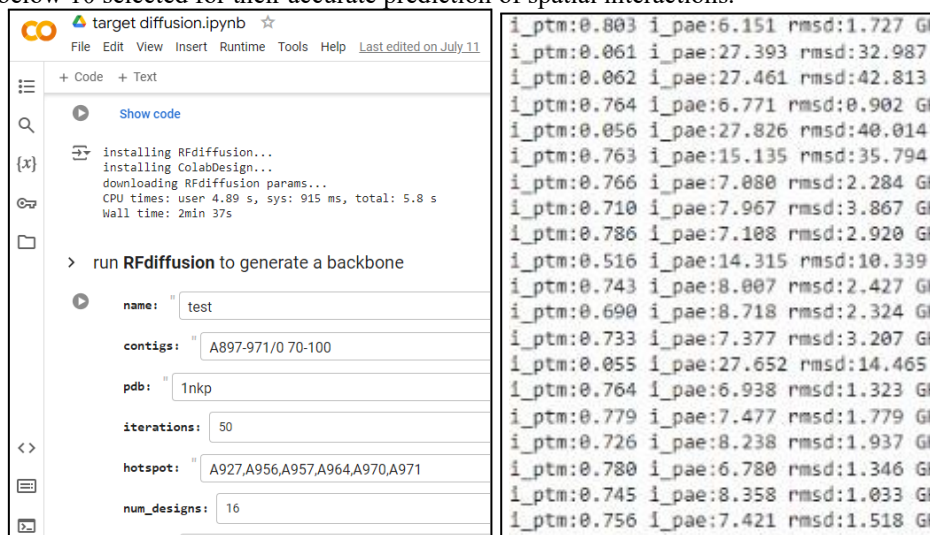 below 10 selected for their accurate prediction of spatial interactions.
target diffusion.ipynb
File Edit View Insert Runtime Tools Help Last edited on July 11
+ Code + Text
Show code
installing RFdiffusion...
installing ColabDesign...
downloading RFdiffusion params...
CPU times: user 4.89 s, sys: 915 ms, total: 5.8 s
Wall time: 2min 37s
run RFdiffusion to generate a backbone
name: " test
contigs: " A897-971/0 70-100
pdb: " 1nkp
iterations: 50
hotspot: " A927,A956,A957,A964,A970,A971
num_designs: 16
{x}
<>
i_ptm:0.803 i_pae:6.151 rmsd:1.727
i_ptm:0.061 i_pae:27.393 rmsd:32.987
i_ptm:0.062 i_pae:27.461 rmsd:42.813
i_ptm:0.764 i_pae:6.771 rmsd:0.902
i_ptm:0.056 i_pae:27.826 rmsd:40.014
i_ptm:0.763 i_pae:15.135 rmsd:35.794
i_ptm:0.766 i_pae:7.080 rmsd:2.284
i_ptm:0.710 i_pae:7.967 rmsd:3.867
i_ptm:0.786 i_pae:7.108 rmsd:2.920
i_ptm:0.516 i_pae:14.315 rmsd:10.339
i_ptm:0.743 i_pae:8.007 rmsd:2.427
i_ptm:0.690 i_pae:8.718 rmsd:2.324
i_ptm:0.733 i_pae:7.377 rmsd:3.207
i_ptm:0.055 i_pae:27.652 rmsd:14.465
i_ptm:0.764 i_pae:6.938 rmsd:1.323
i_ptm:0.779 i_pae:7.477 rmsd:1.779
i_ptm:0.726 i_pae:8.238 rmsd:1.937
i_ptm:0.780 i_pae:6.780 rmsd:1.346
i_ptm:0.745 i_pae:8.358 rmsd:1.033
i_ptm:0.756 i_pae:7.421 rmsd:1.518